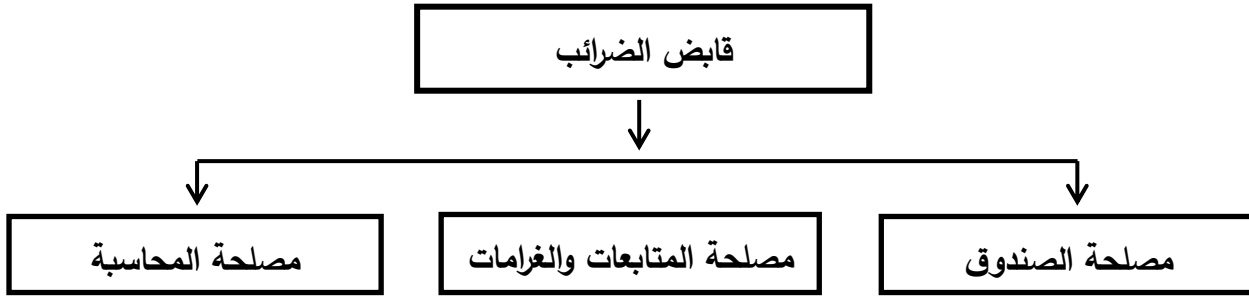 قابض الضرائب
مصلحة الصندوق
مصلحة المتابعات والغرامات
مصلحة المحاسبة